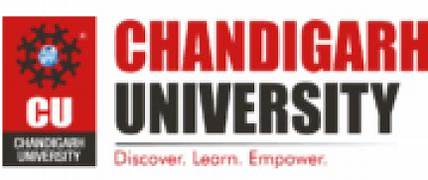 CU
CHANDIGARH
UNIVERSITY
CHANDIGARH
UNIVERSITY
Discover. Learn. Empower.